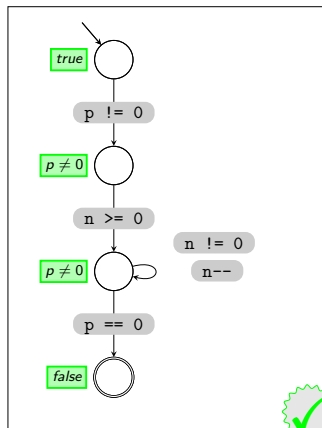 true
p != 0
p ≠ 0
n >= 0
n != 0
p ≠ 0
n--
p == 0
false